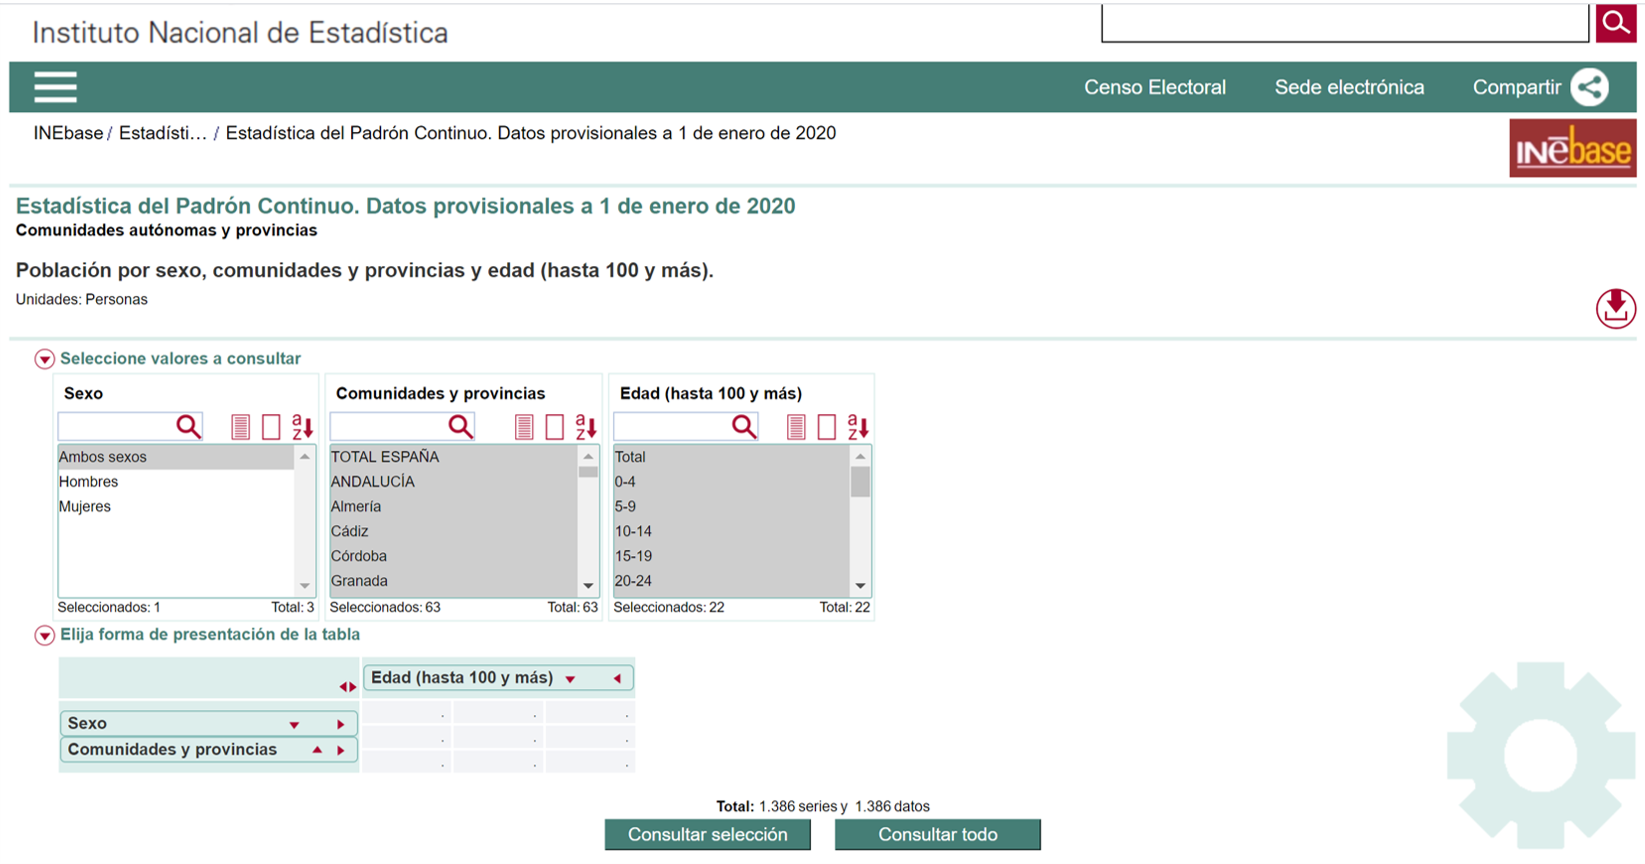 Instituto Nacional de Estadística
Censo Electoral Sede electrónica Compartir
INEbase / Estadísti... / Estadística del Padrón Continuo. Datos provisionales a 1 de enero de 2020
INēbase
Estadística del Padrón Continuo. Datos provisionales a 1 de enero de 2020
Comunidades autónomas y provincias
Población por sexo, comunidades y provincias y edad (hasta 100 y más).
Unidades: Personas
Seleccione valores a consultar
Sexo
Ambos sexos
Hombres
Mujeres
Seleccionados: 1 Total: 3
Comunidades y provincias
TOTAL ESPAÑA
ANDALUCÍA
Almería
Cádiz
Córdoba
Granada
Seleccionados: 63 Total: 63
Edad (hasta 100 y más)
Total
0-4
5-9
10-14
15-19
20-24
Seleccionados: 22 Total: 22
Elija forma de presentación de la tabla
Edad (hasta 100 y más)
Sexo
Comunidades y provincias
Total: 1.386 series y 1.386 datos
Consultar selección Consultar todo